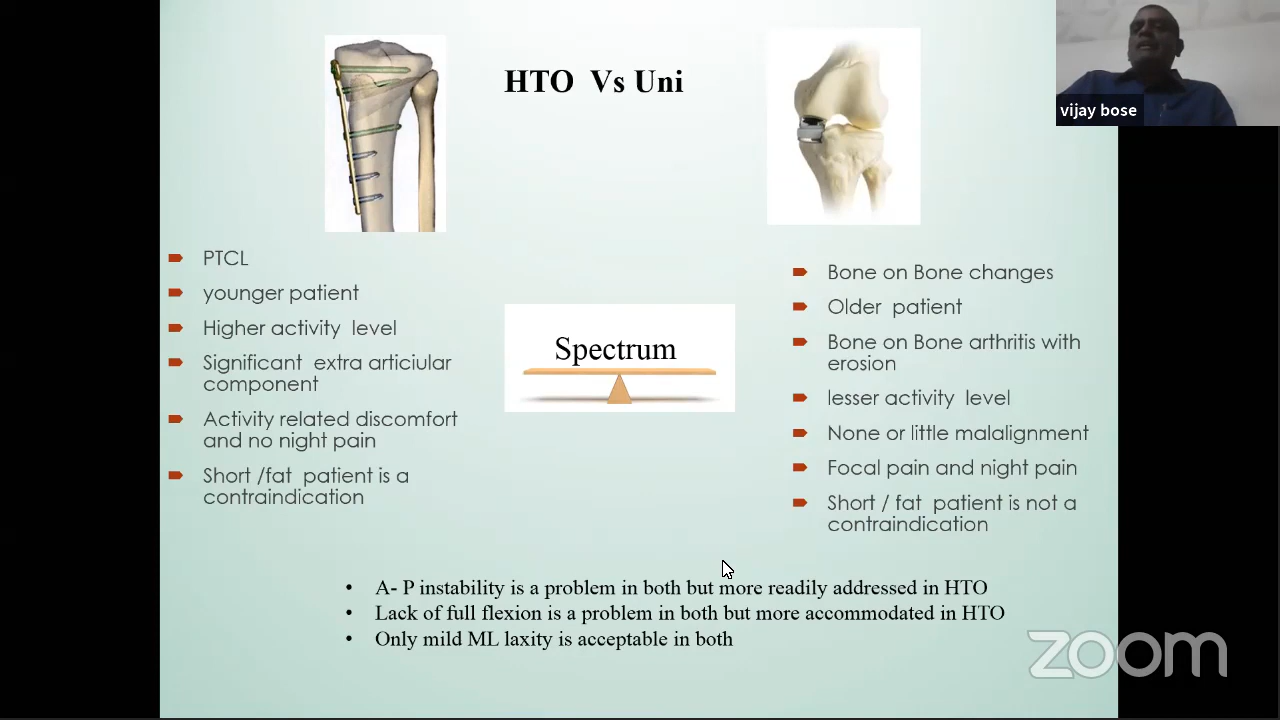 HTO Vs Uni
vijay bose
PTCL
younger patient
Higher activity level
Significant extra articiular
component
Activity related discomfort
and no night pain
Short /fat patient is a
contraindication
Spectrum
Bone on Bone changes
Older patient
Bone on Bone arthritis with
erosion
lesser activity level
None or little malalignment
Focal pain and night pain
Short / fat patient is not a
contraindication
• A- P instability is a problem in both but more readily addressed in HTO
• Lack of full flexion is a problem in both but more accommodated in HTO
• Only mild ML laxity is acceptable in both
zoom